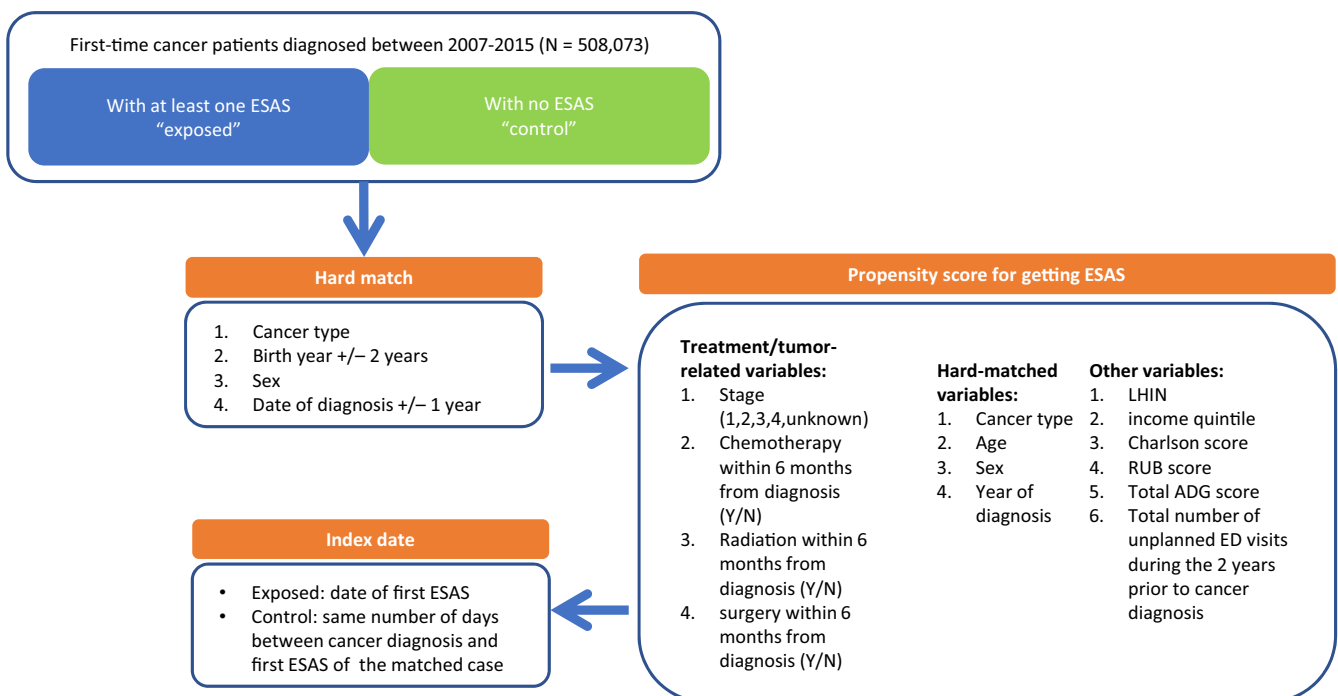 First-time cancer patients diagnosed between 2007-2015 (N = 508,073)
With at least one ESAS
“exposed”
With no ESAS
“control”
Hard match
1. Cancer type
2. Birth year +/– 2 years
3. Sex
4. Date of diagnosis +/– 1 year
Propensity score for getting ESAS
Treatment/tumor-
related variables:
1. Stage
(1,2,3,4,unknown)
2. Chemotherapy
within 6 months
from diagnosis
(Y/N)
3. Radiation within 6
months from
diagnosis (Y/N)
4. surgery within 6
months from
diagnosis (Y/N)
Hard-matched
variables:
1. Cancer type
2. Age
3. Sex
4. Year of
diagnosis
Other variables:
1. LHIN
2. income quintile
3. Charlson score
4. RUB score
5. Total ADG score
6. Total number of
unplanned ED visits
during the 2 years
prior to cancer
diagnosis
Index date
• Exposed: date of first ESAS
• Control: same number of days
between cancer diagnosis and
first ESAS of the matched case